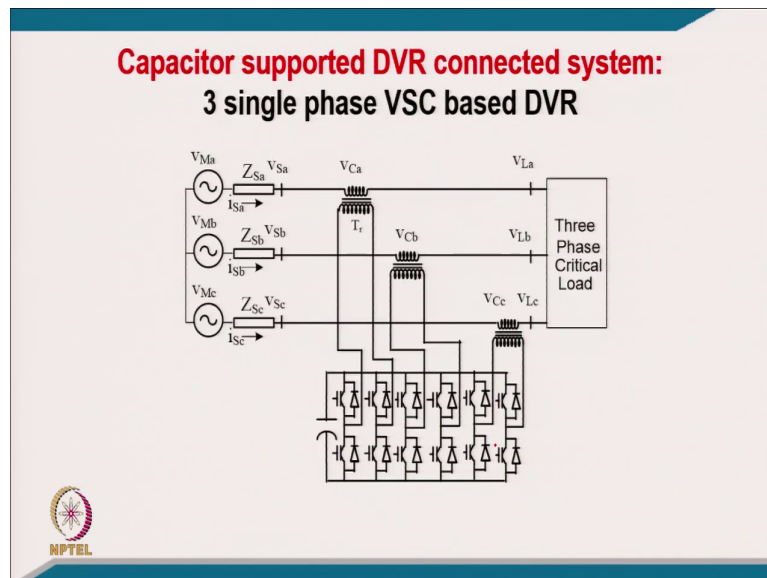 Capacitor supported DVR connected system:
3 single phase VSC based DVR
vMa ZSa vSa vCa vLa
iSa Tr
vMb ZSb vSb vCb vLb
iSb
vMc ZSc vSc vCc vLc
iSc
Three
Phase
Critical
Load
NPTEL